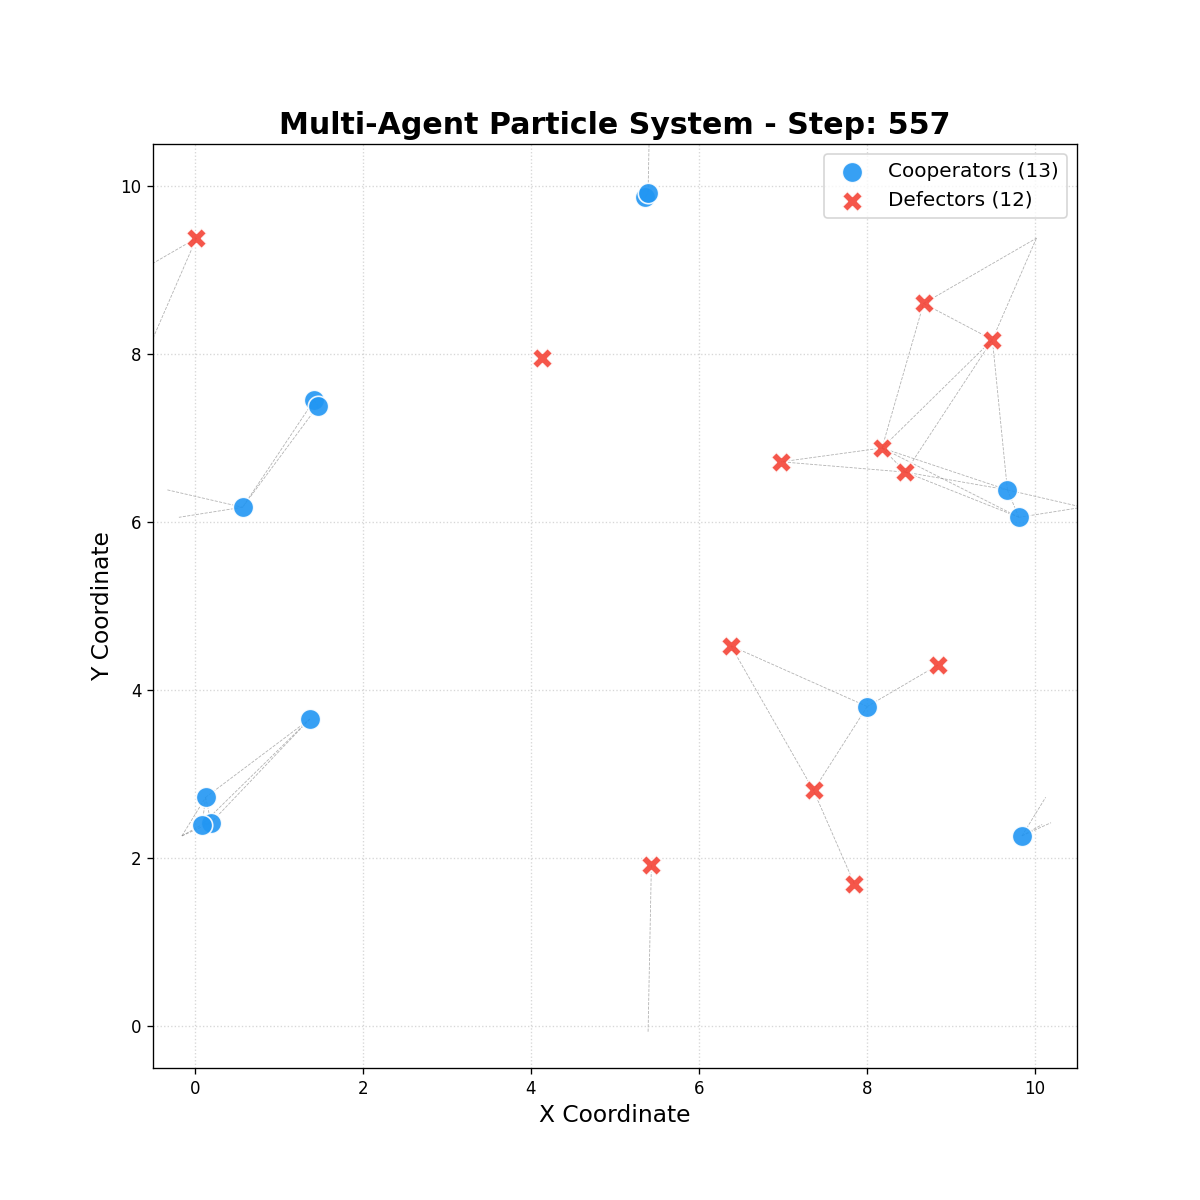 Multi-Agent Particle System - Step: 557
Cooperators (13)
Defectors (12)
10
8
6
4
2
0
Y Coordinate
0 2 4 6 8 10
X Coordinate